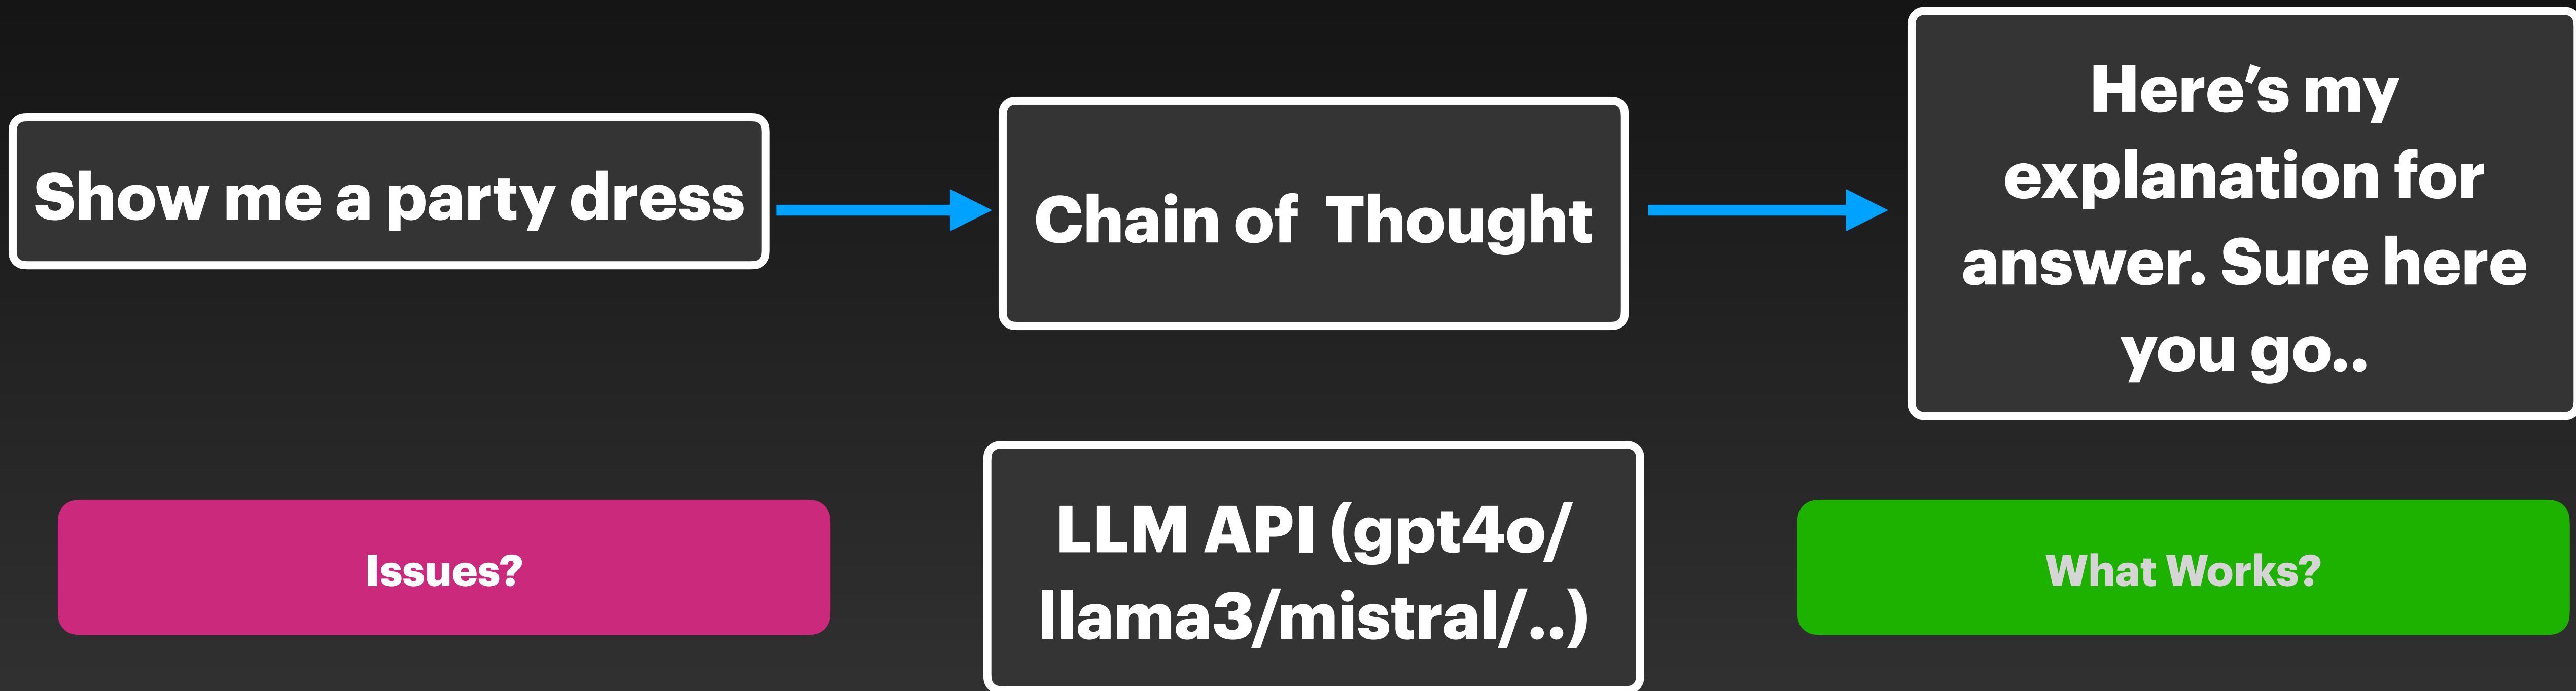 Show me a party dress
Chain of Thought
Here’s my
explanation for
answer. Sure here
you go..
Issues?
LLM API (gpt4o/
llama3/mistral/..)
What Works?